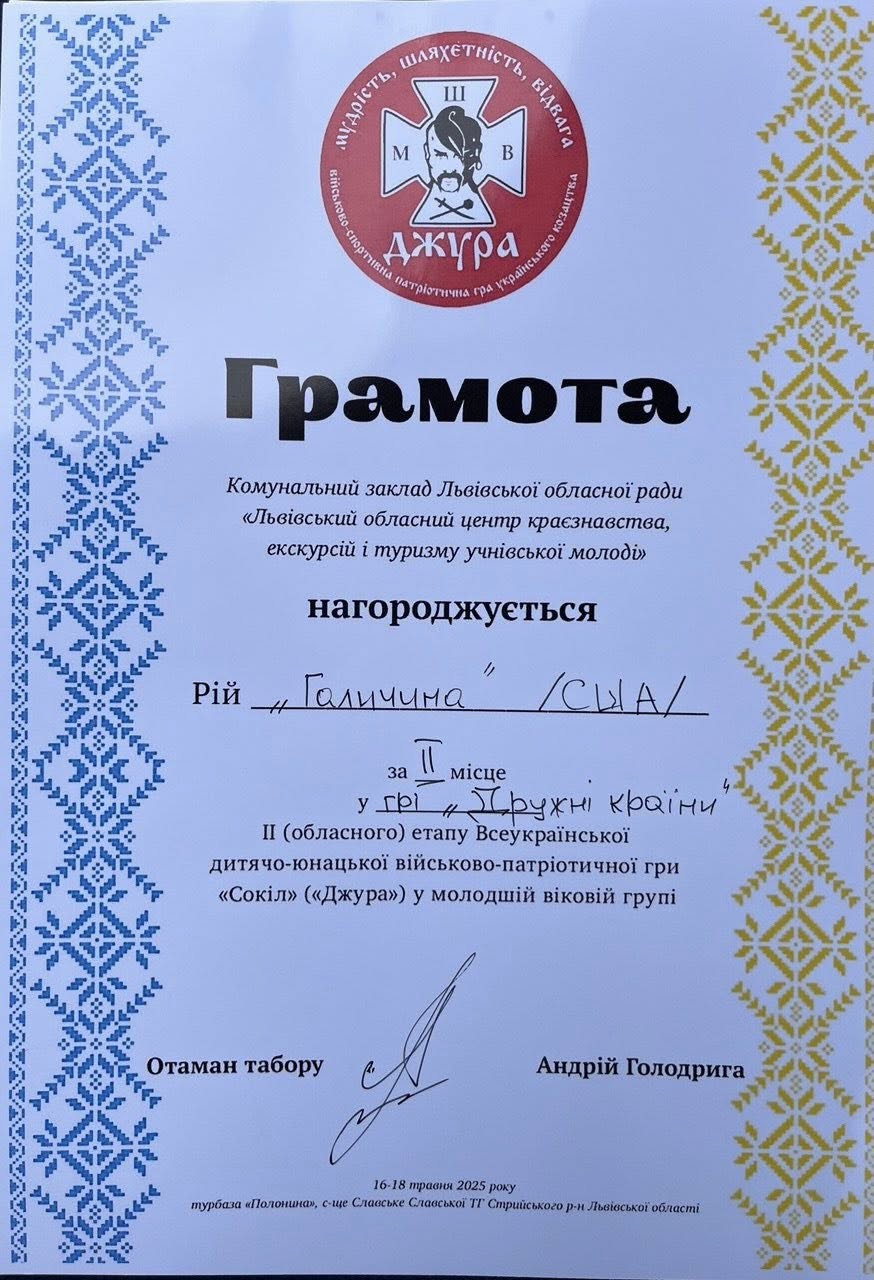 мудрість, шляхетність, відвага
Ш
М В
джура
військово-спортивна патріотична гра українського козацтва
Грамота
Комунальний заклад Львівської обласної ради
«Львівський обласний центр краєзнавства,
екскурсій і туризму учнівської молоді»
нагороджується
Рій „Галичина” /США/
за II місце
у грі „Дружні країни“
ІІ (обласного) етапу Всеукраїнської
дитячо-юнацької військово-патріотичної гри
«Сокіл» («Джура») у молодшій віковій групі
Отаман табору Андрій Голодрига
16-18 травня 2025 року
турбаза «Полонина», с-ще Славське Славської ТГ Стрийського р-н Львівської області